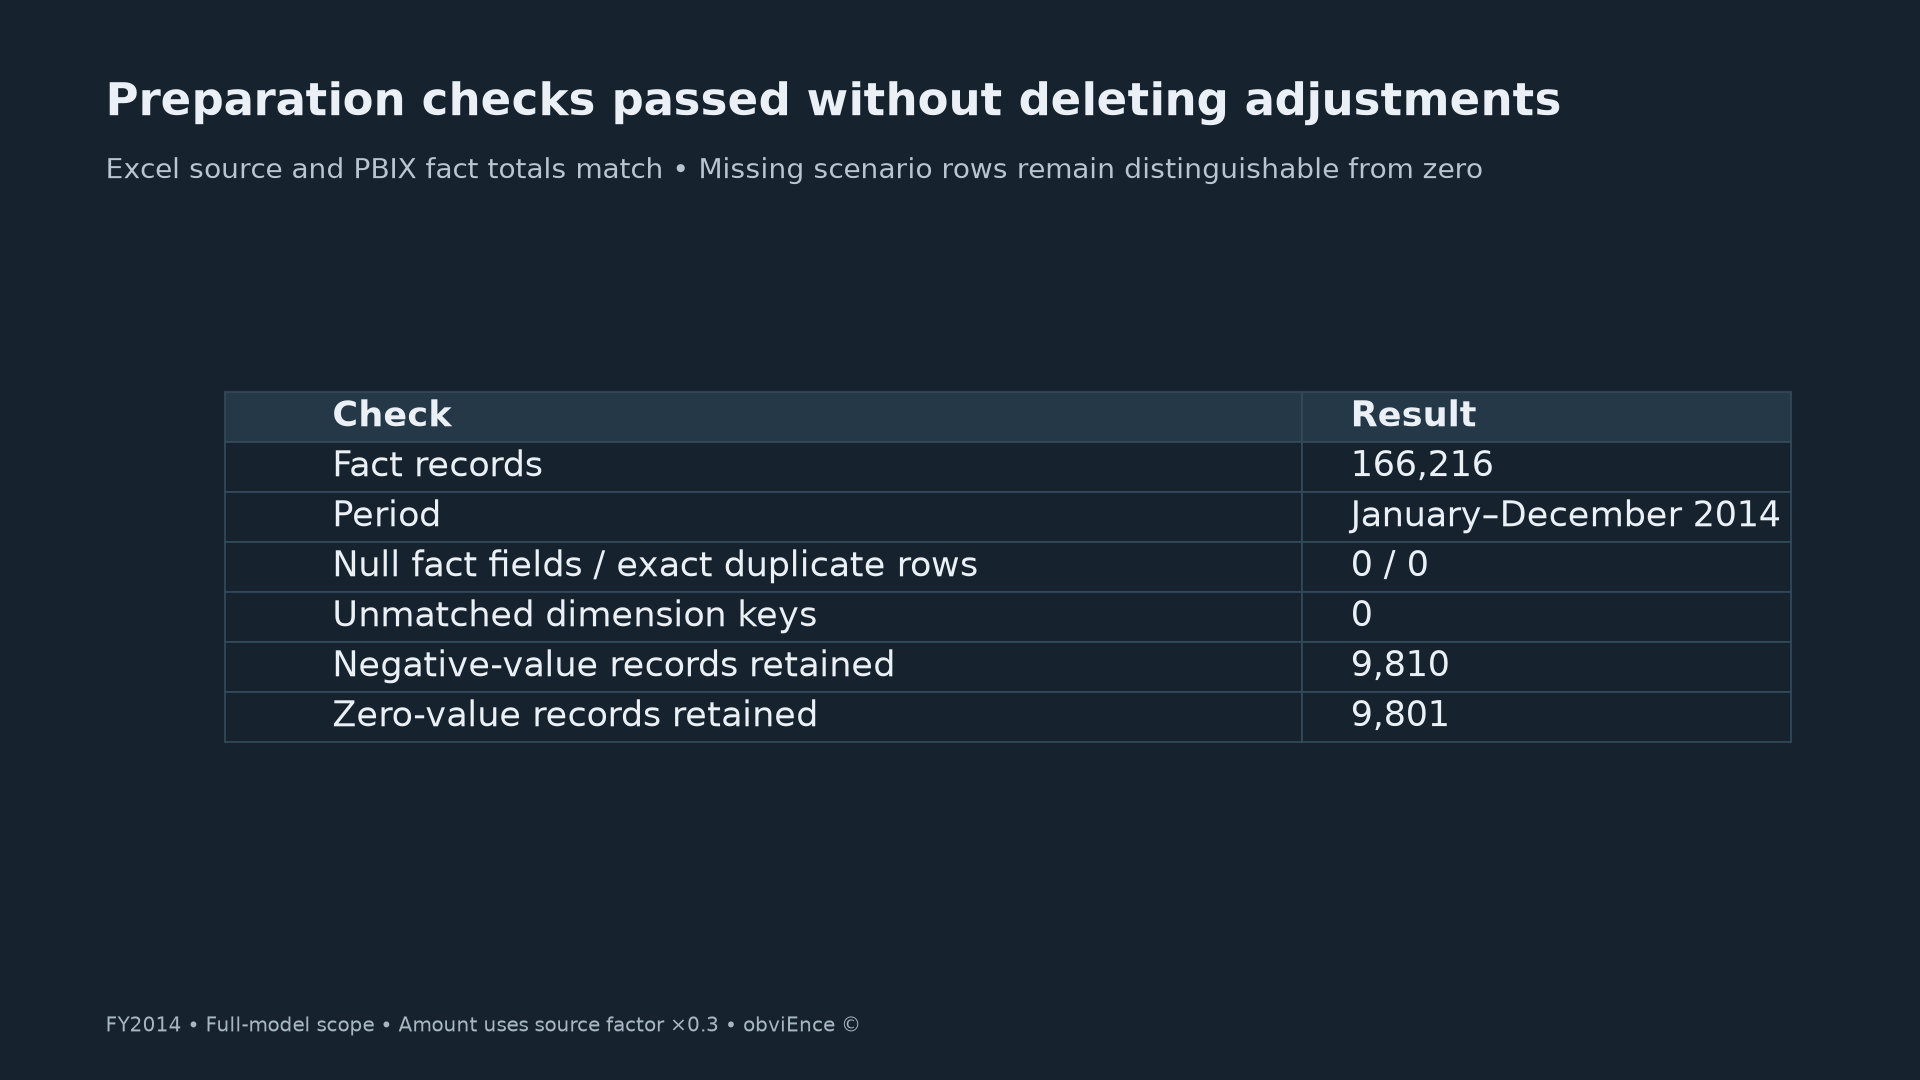 Preparation checks passed without deleting adjustments
Excel source and PBIX fact totals match • Missing scenario rows remain distinguishable from zero
Check Result
Fact records 166,216
Period January–December 2014
Null fact fields / exact duplicate rows 0 / 0
Unmatched dimension keys 0
Negative-value records retained 9,810
Zero-value records retained 9,801
FY2014 • Full-model scope • Amount uses source factor ×0.3 • obviEnce ©